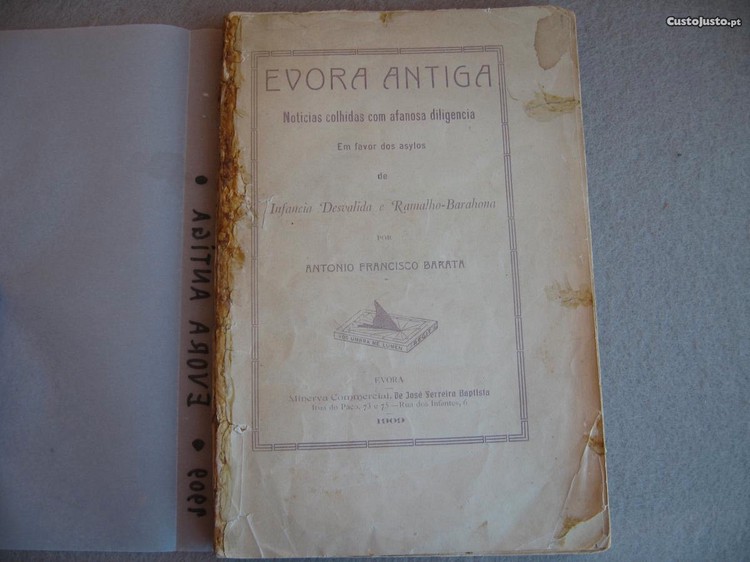 CustoJusto.pt
EVORA ANTIGA
Noticias colhidas com afanosa diligencia
Em favor dos asylos
de
Infancia Desvalida e Ramalho-Barahona
POR
ANTONIO FRANCISCO BARATA
EVORA
Minerva Commercial, De José Ferreira Baptista
Rua do Paço, 73 e 75—Rua dos Infantes, 6
1909
• EVORA ANTIGA • 1909